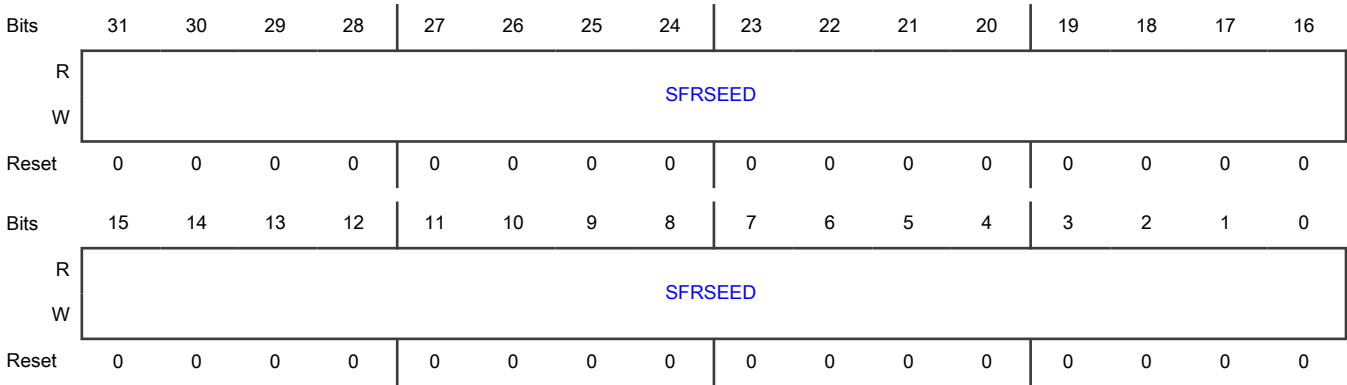 Bits 31 30 29 28 27 26 25 24 23 22 21 20 19 18 17 16
R
SFRSEED
W
Reset 0 0 0 0 0 0 0 0 0 0 0 0 0 0 0 0
Bits 15 14 13 12 11 10 9 8 7 6 5 4 3 2 1 0
R
SFRSEED
W
Reset 0 0 0 0 0 0 0 0 0 0 0 0 0 0 0 0